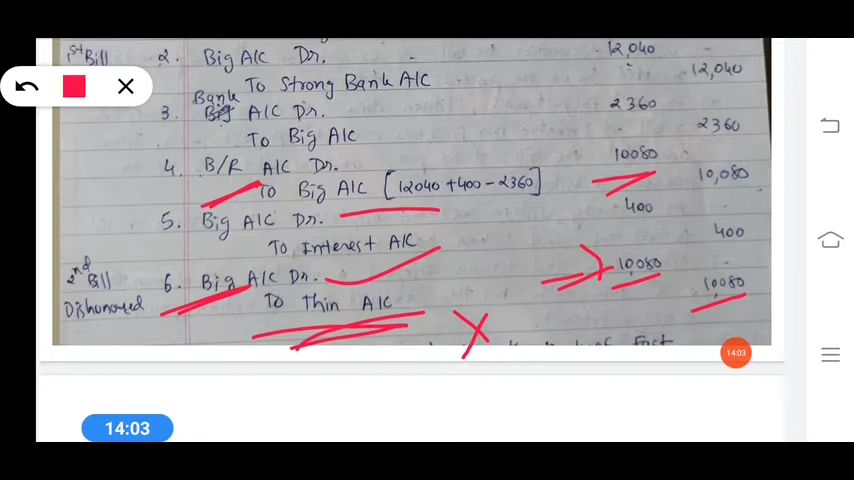 1st Bill 2. Big A/C Dr. 12,040
To Strong Bank A/C 12,040
Bank
3. Big A/C Dr. 2360
To Big A/C 2360
4. B/R A/C Dr. 10080
To Big A/C [12040 + 400 - 2360] 10,080
5. Big A/C Dr. 400
To Interest A/C 400
2nd Bill Dishonored 6. Big A/C Dr. 10080
To Thin A/C 10080
14:03
14:03